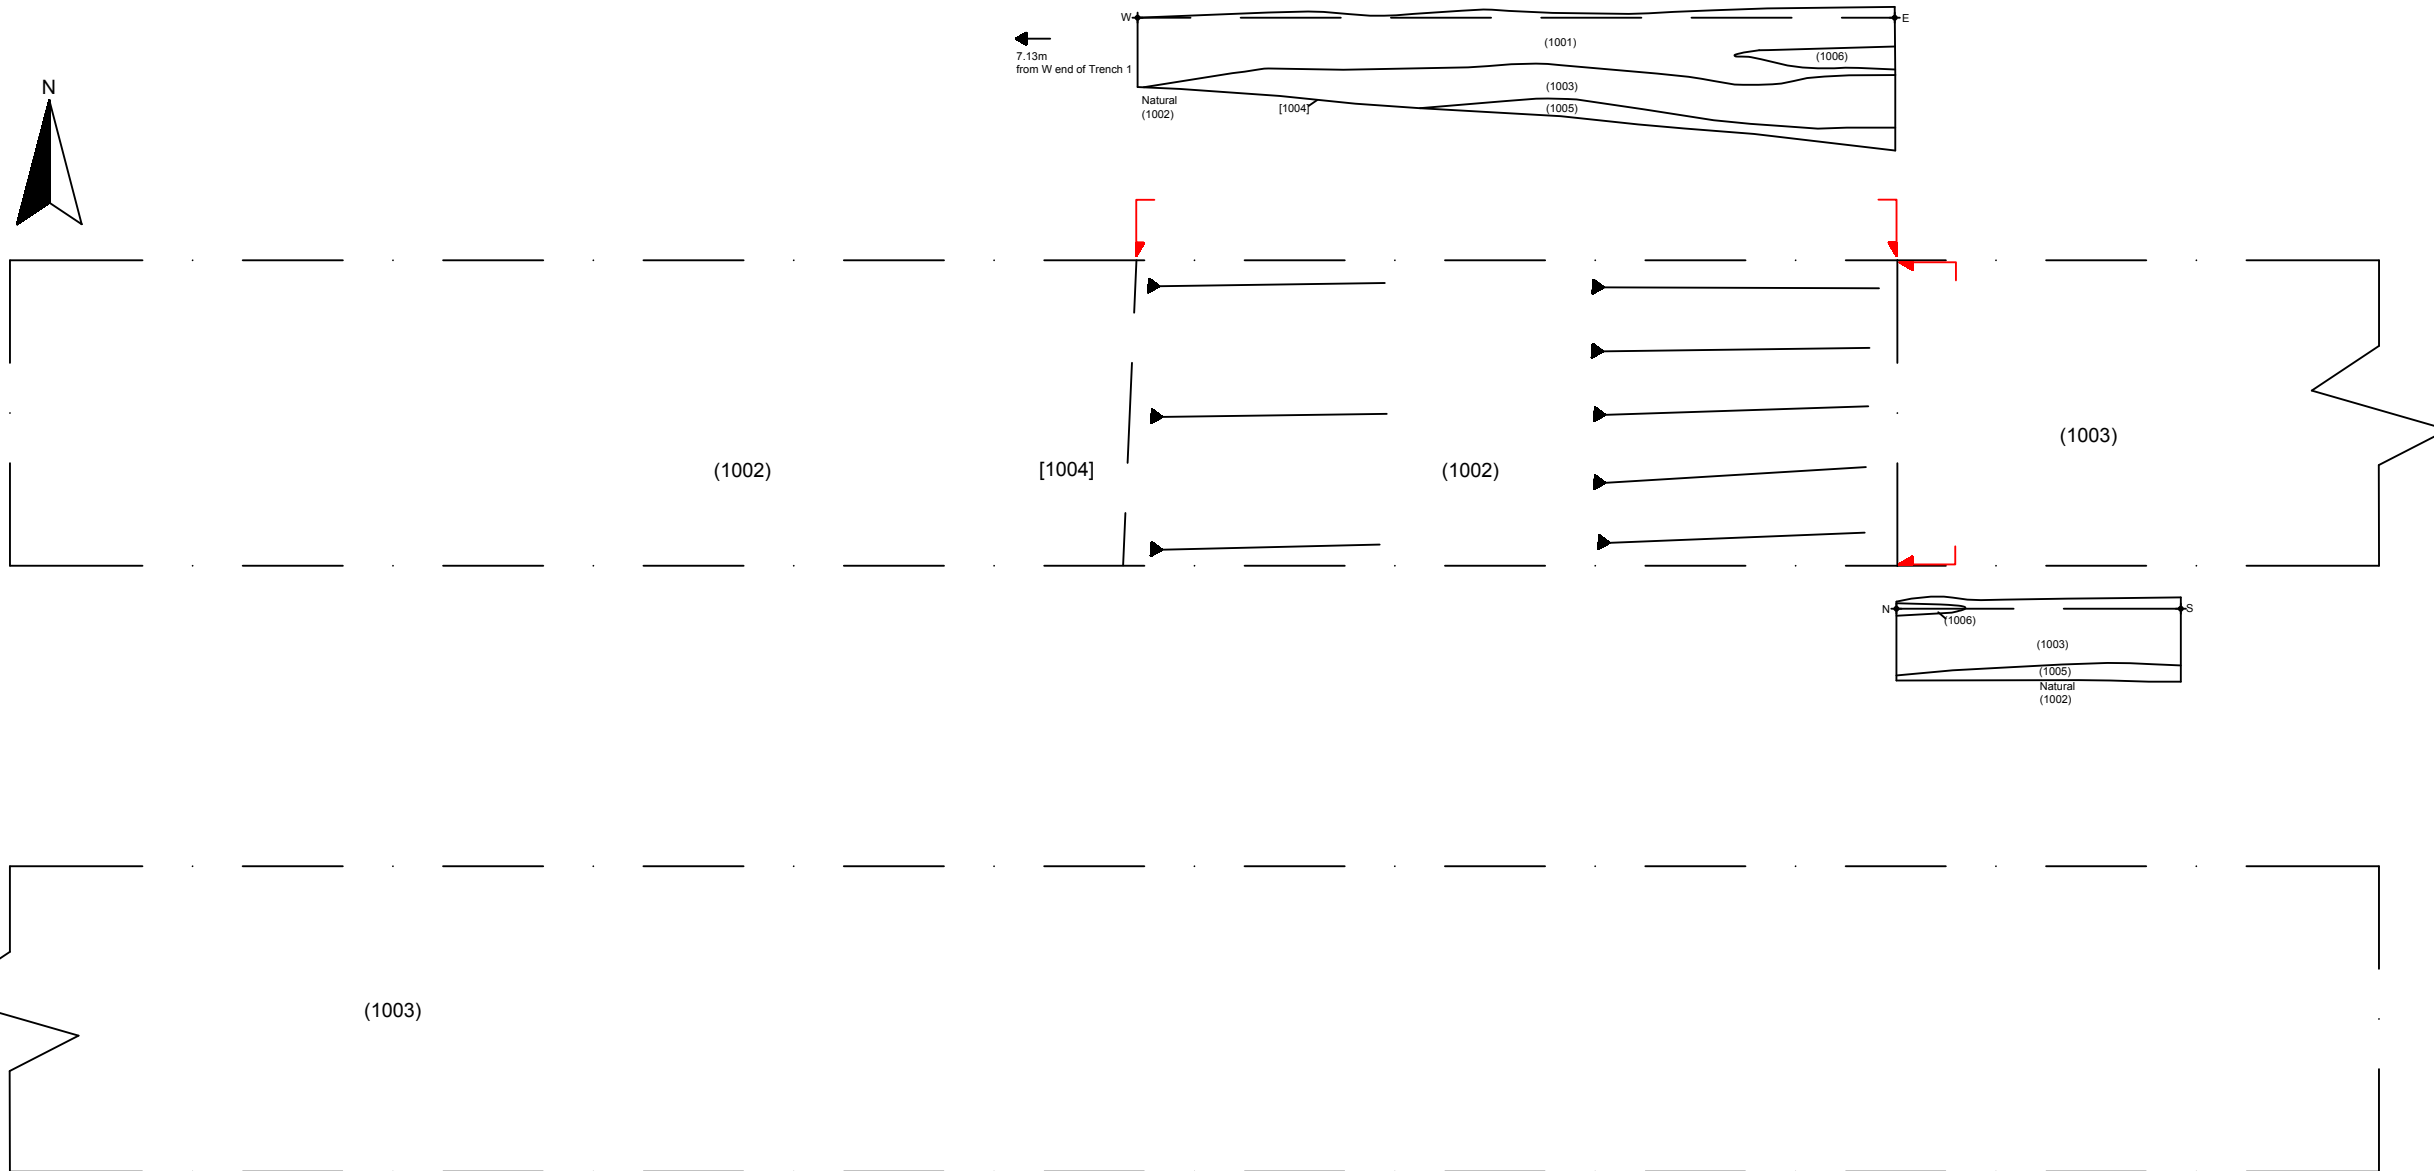 W
E
(1001)
7.13m
from W end of Trench 1
(1006)
N
(1003)
Natural
(1002)
[1004]
(1005)
(1003)
(1002)
[1004]
(1002)
N
S
(1006)
(1003)
(1005)
Natural
(1002)
(1003)